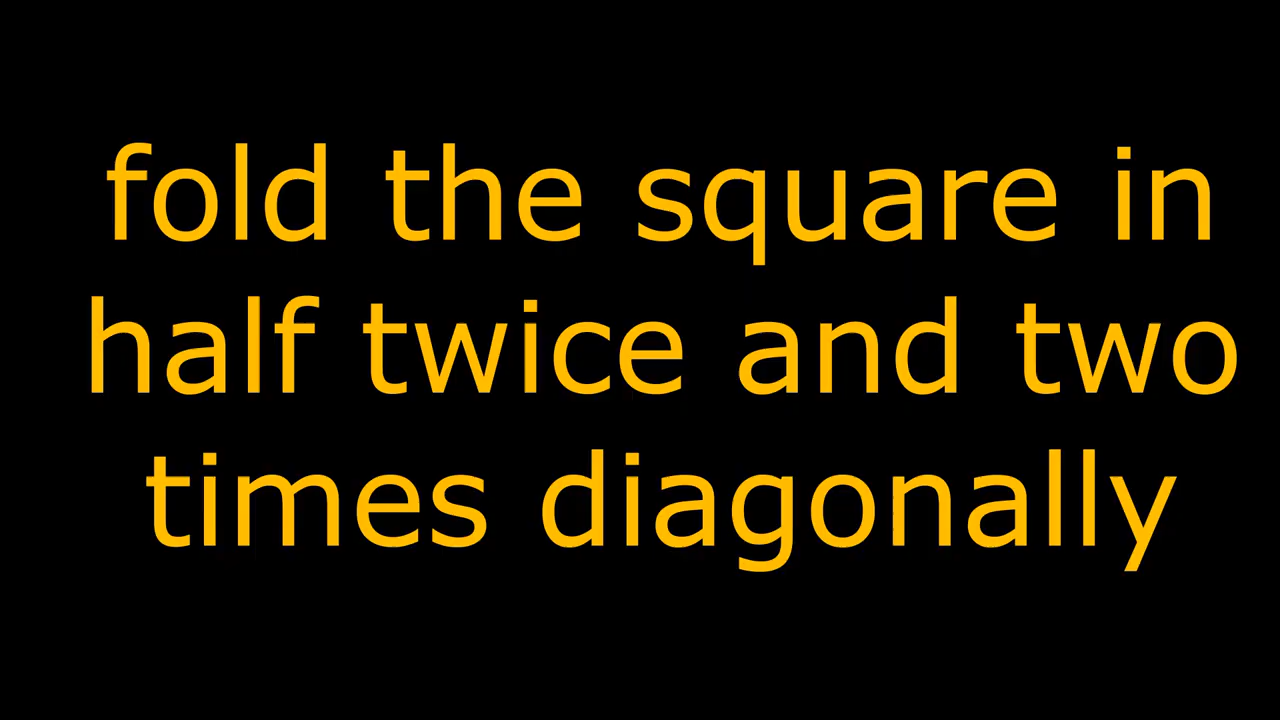 fold the square in
half twice and two
times diagonally